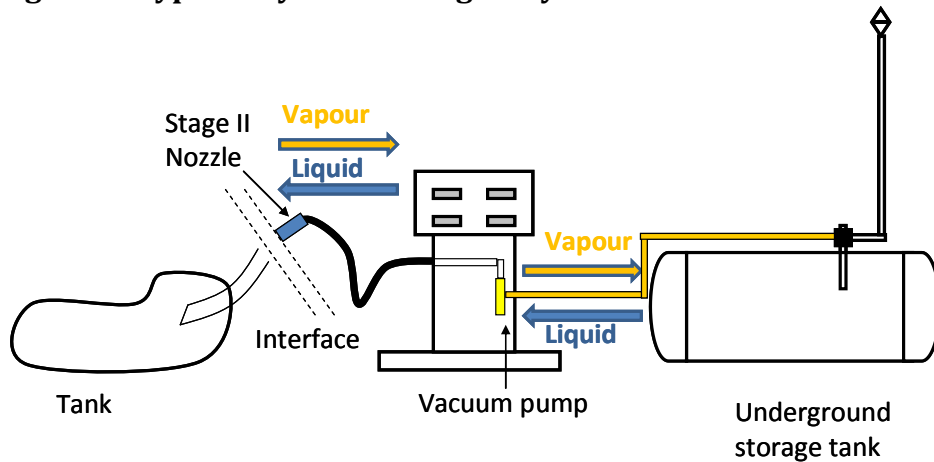 Stage II
Nozzle
Vapour
Liquid
Vapour
Liquid
Interface
Tank
Vacuum pump
Underground
storage tank